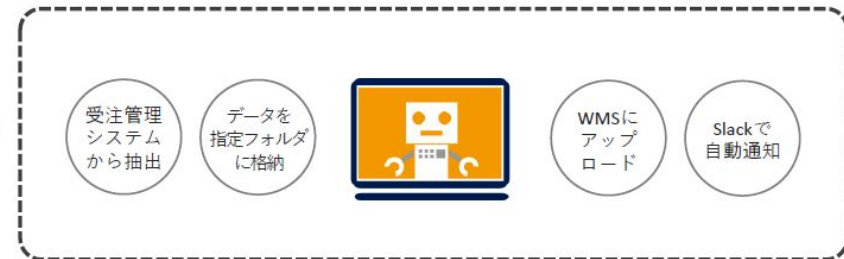 受注管理
システム
から抽出
データを
指定フォルダ
に格納
WMSに
アップ
ロード
Slackで
自動通知